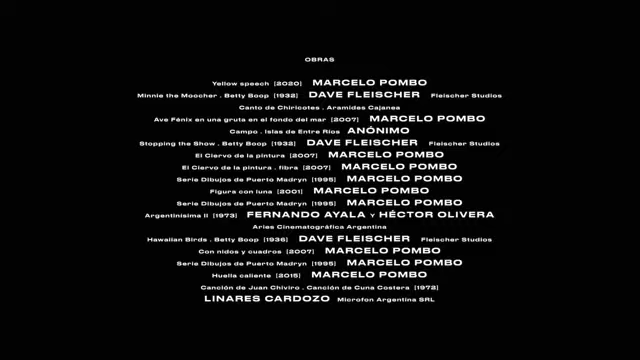 OBRAS
Yellow speech [2020] MARCELO POMBO
Minnie the Moocher . Betty Boop [1932] DAVE FLEISCHER Fleischer Studios
Canto de Chiricotes . Aramides Cajanea
Ave Fénix en una gruta en el fondo del mar [2007] MARCELO POMBO
Campo . Islas de Entre Ríos ANÓNIMO
Stopping the Show . Betty Boop [1932] DAVE FLEISCHER Fleischer Studios
El Ciervo de la pintura [2007] MARCELO POMBO
El Ciervo de la pintura . fibra [2007] MARCELO POMBO
Serie Dibujos de Puerto Madryn [1995] MARCELO POMBO
Figura con luna [2001] MARCELO POMBO
Serie Dibujos de Puerto Madryn [1995] MARCELO POMBO
Argentinísima II [1973] FERNANDO AYALA Y HÉCTOR OLIVERA
Aries Cinematográfica Argentina
Hawaiian Birds . Betty Boop [1936] DAVE FLEISCHER Fleischer Studios
Con nidos y cuadros [2007] MARCELO POMBO
Serie Dibujos de Puerto Madryn [1995] MARCELO POMBO
Huella caliente [2015] MARCELO POMBO
Canción de Juan Chiviro . Canción de Cuna Costera [1973]
LINARES CARDOZO Microfon Argentina SRL